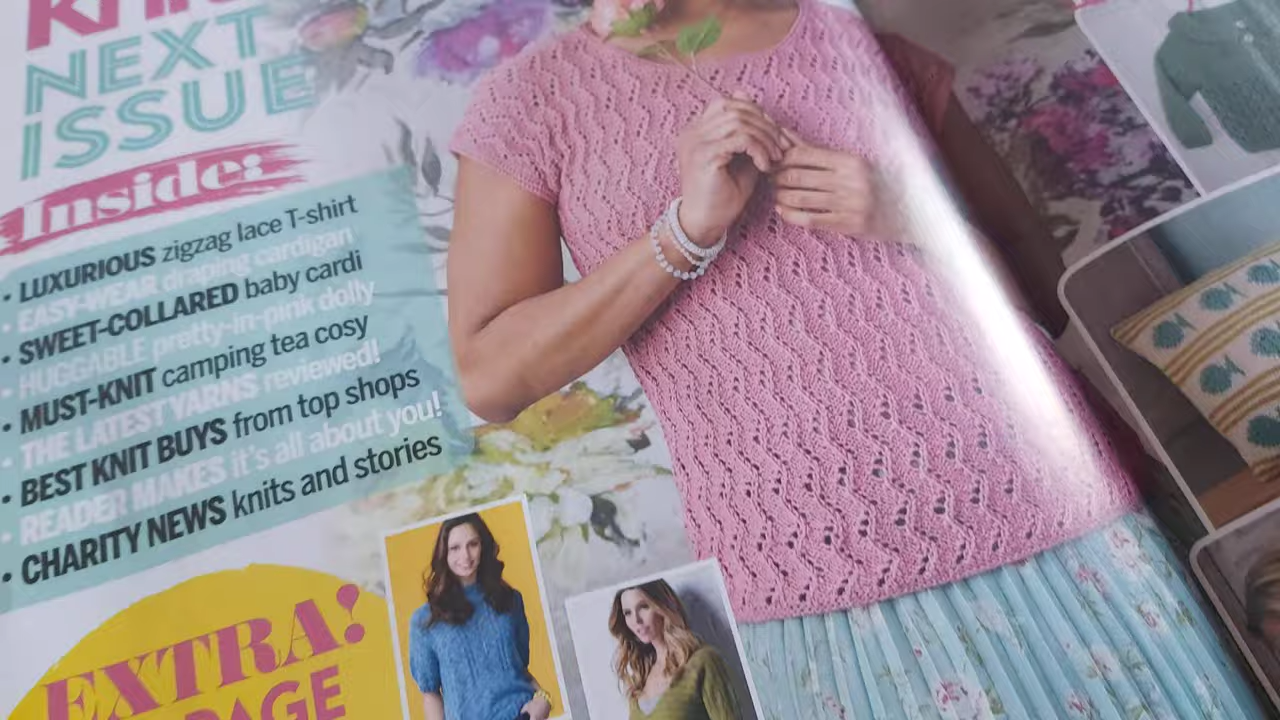 NEXT
ISSUE
Inside:
• LUXURIOUS zigzag lace T-shirt
• EASY-WEAR draping cardigan
• SWEET-COLLARED baby cardi
• HUGGABLE pretty-in-pink dolly
• MUST-KNIT camping tea cosy
• THE LATEST YARNS reviewed!
• BEST KNIT BUYS from top shops
• READER MAKES it's all about you!
• CHARITY NEWS knits and stories
EXTRA!
PAGE